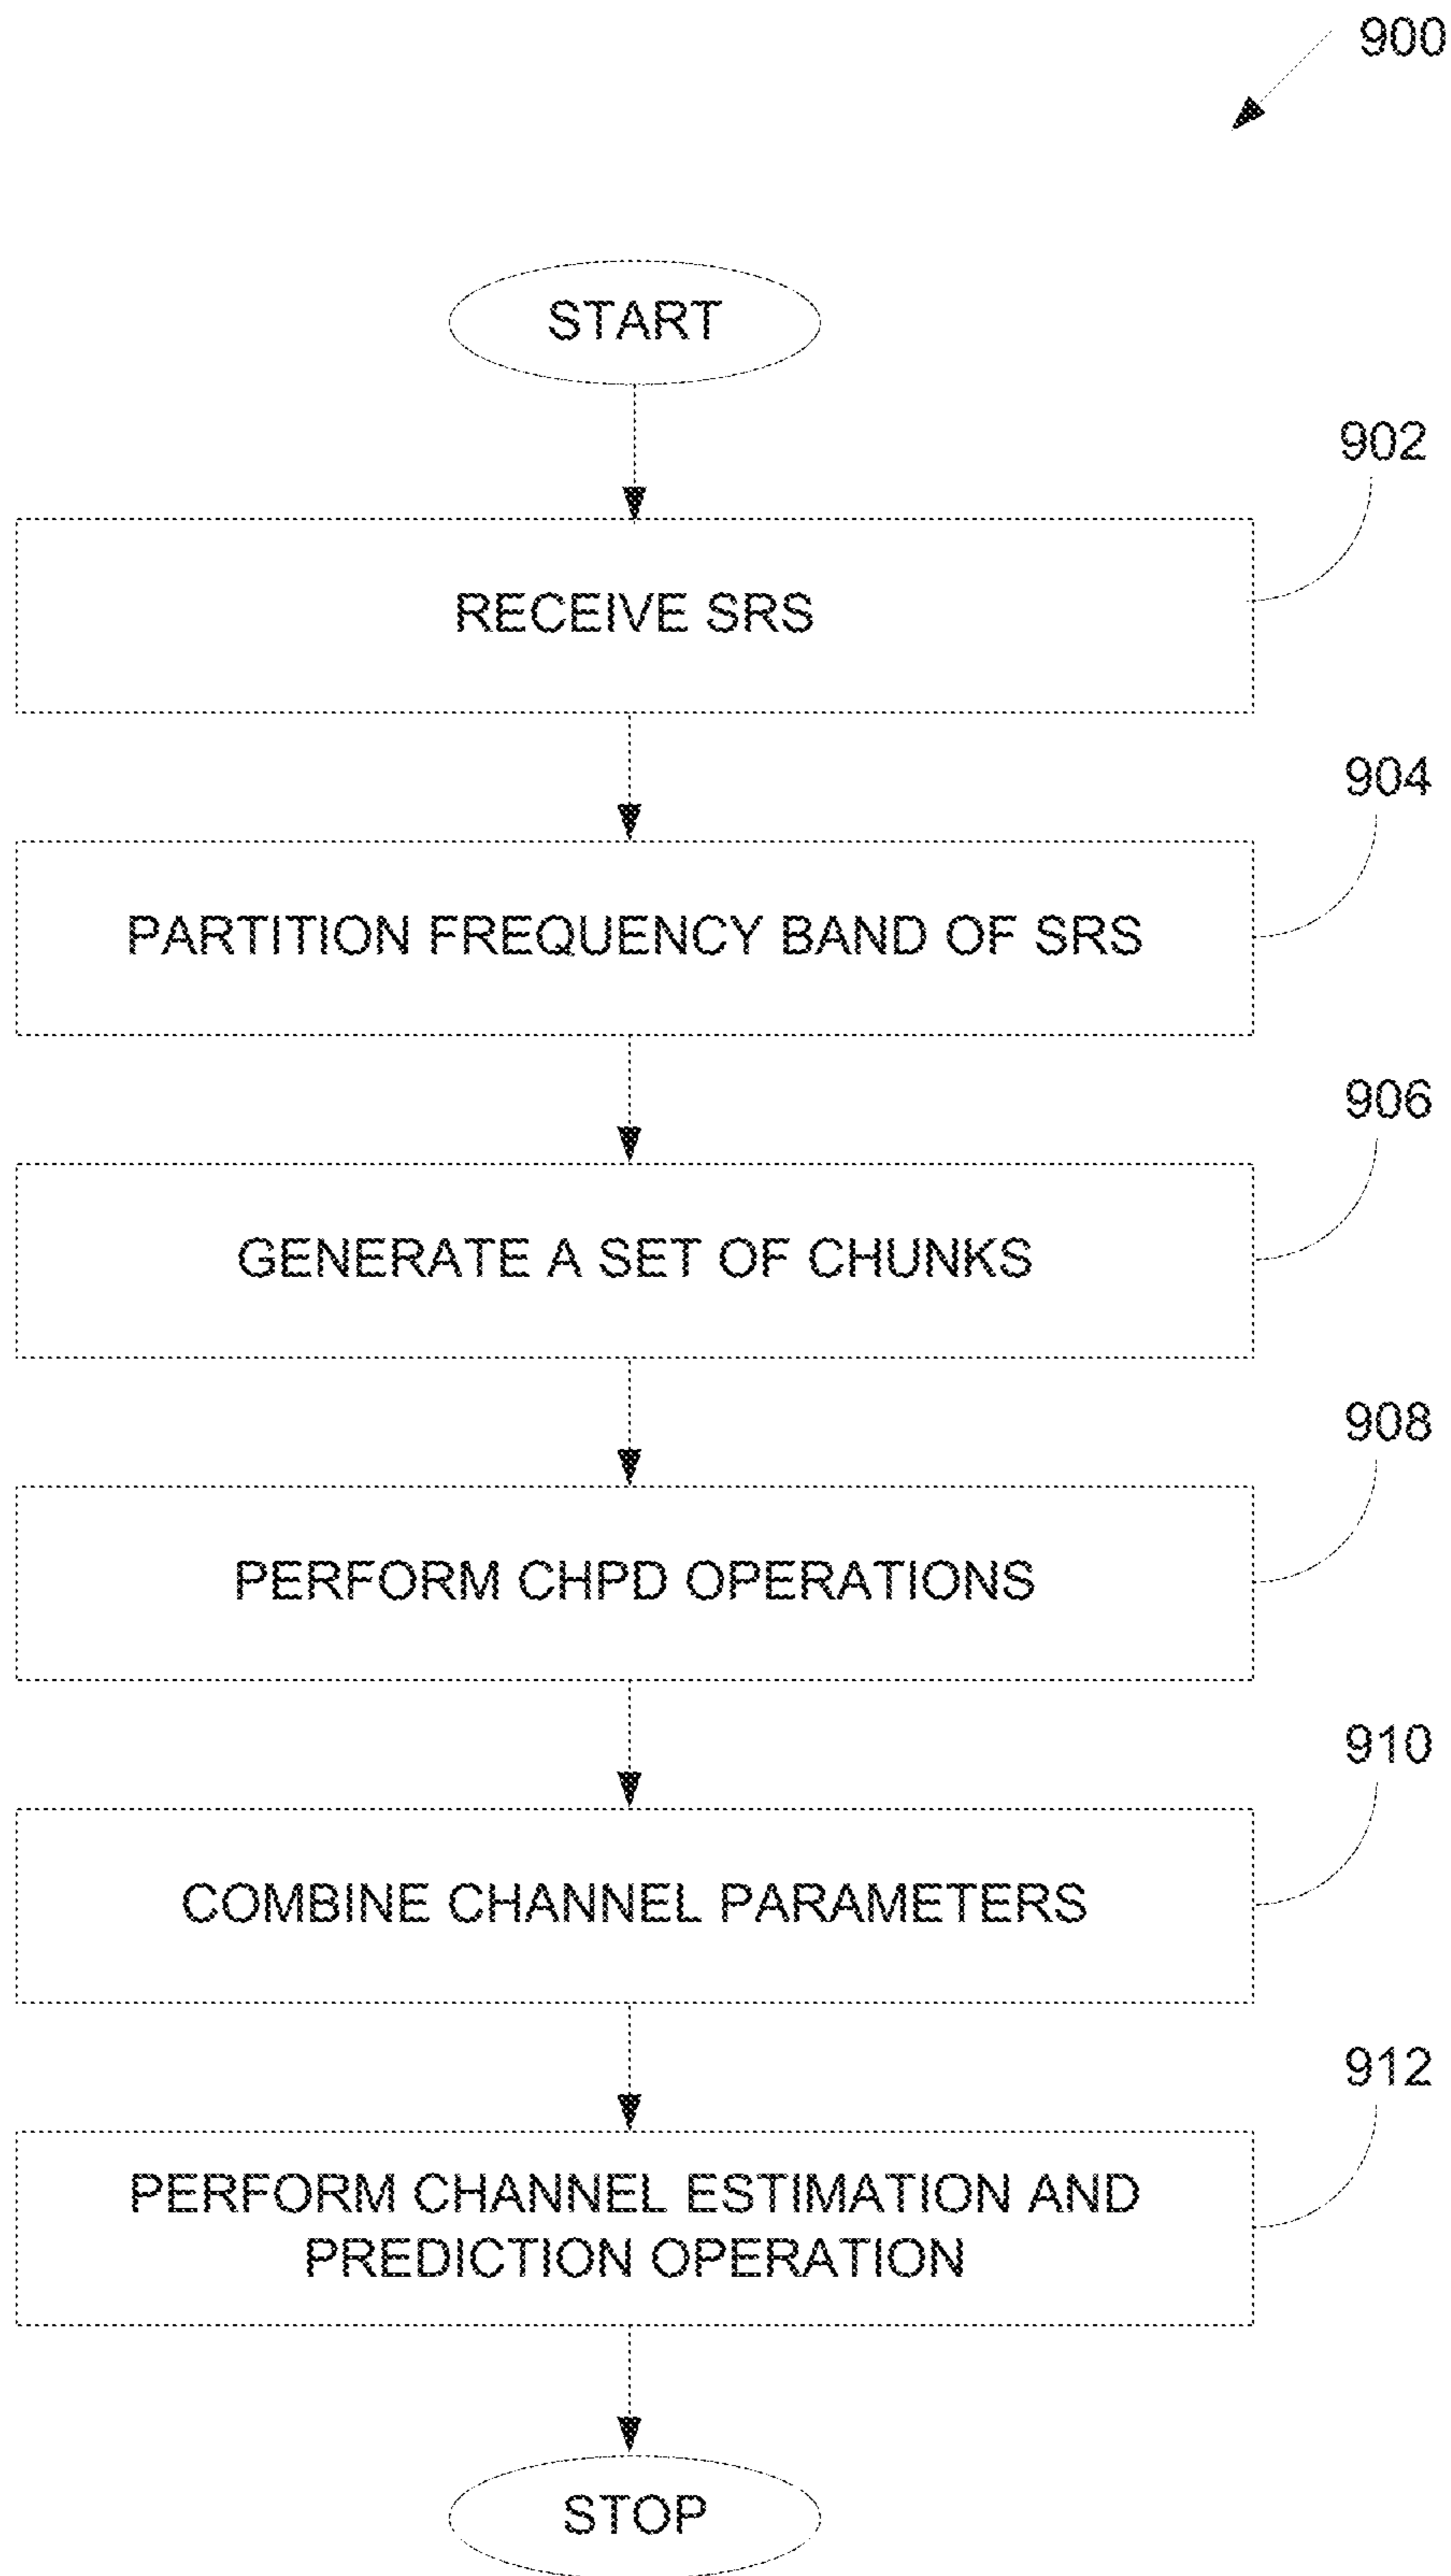 900
START
902
RECEIVE SRS
904
PARTITION FREQUENCY BAND OF SRS
906
GENERATE A SET OF CHUNKS
908
PERFORM CHPD OPERATIONS
910
COMBINE CHANNEL PARAMETERS
912
PERFORM CHANNEL ESTIMATION AND
PREDICTION OPERATION
STOP